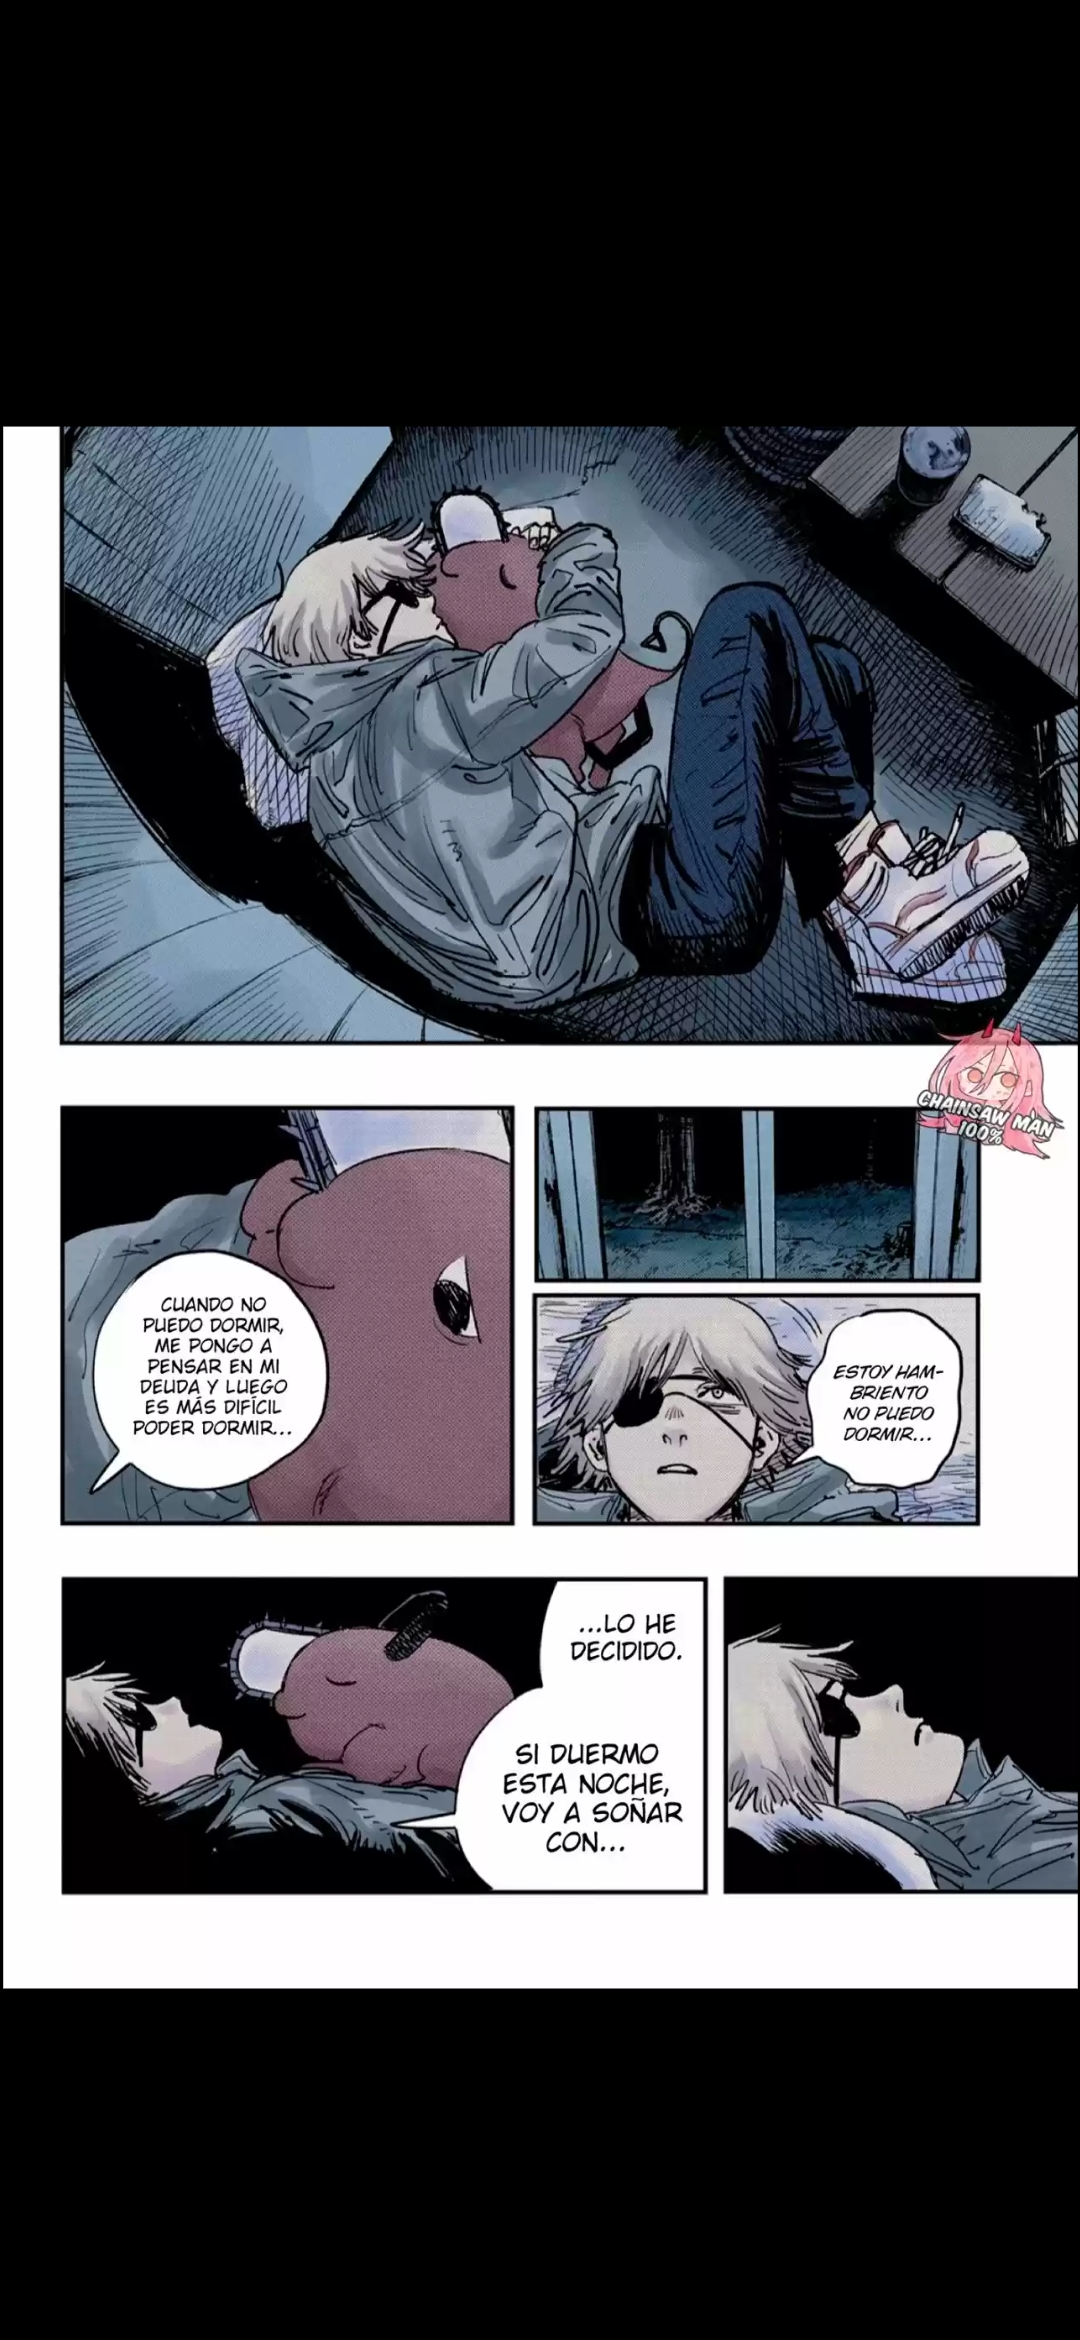 CHAINSAW MAN
100%
ESTOY HAM-
BRIENTO
NO PUEDO
DORMIR...
CUANDO NO
PUEDO DORMIR,
ME PONGO A
PENSAR EN MI
DEUDA Y LUEGO
ES MÁS DIFÍCIL
PODER DORMIR...
...LO HE
DECIDIDO.
SI DUERMO
ESTA NOCHE,
VOY A SOÑAR
CON...